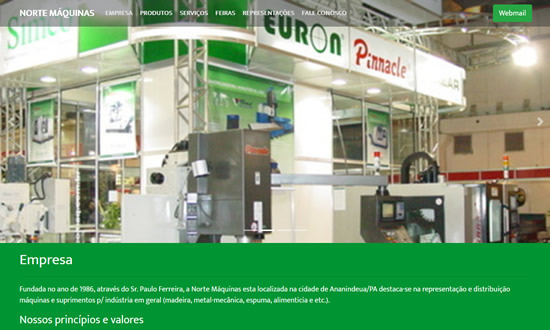 NORTE MÁQUINAS EMPRESA PRODUTOS SERVIÇOS FEIRAS REPRESENTAÇÕES FALE CONOSCO Webmail
EURON
Pinnacle
Empresa
Fundada no ano de 1986, através do Sr. Paulo Ferreira, a Norte Máquinas esta localizada na cidade de Ananindeua/PA destaca-se na representação e distribuição
máquinas e suprimentos p/ indústria em geral (madeira, metal-mecânica, espuma, alimenticia e etc.).
Nossos princípios e valores